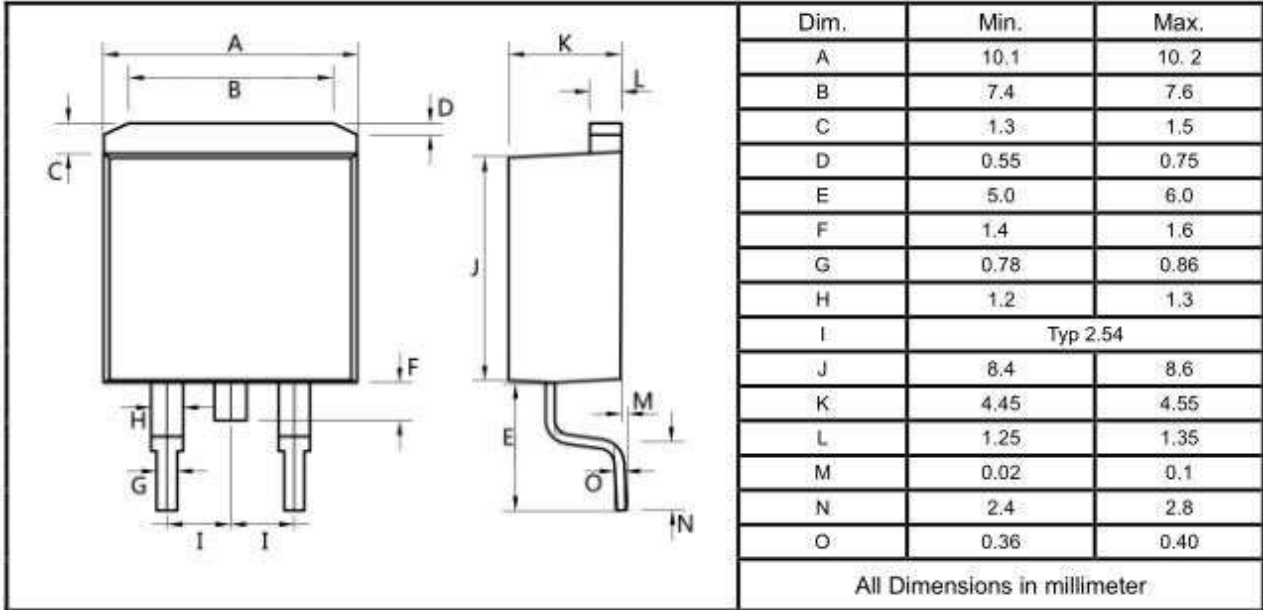 A
B
C
D
F
H
G
I I
K
L
J
E
M
O
N
Dim. Min. Max.
A 10.1 10. 2
B 7.4 7.6
C 1.3 1.5
D 0.55 0.75
E 5.0 6.0
F 1.4 1.6
G 0.78 0.86
H 1.2 1.3
I Typ 2.54
J 8.4 8.6
K 4.45 4.55
L 1.25 1.35
M 0.02 0.1
N 2.4 2.8
O 0.36 0.40
All Dimensions in millimeter